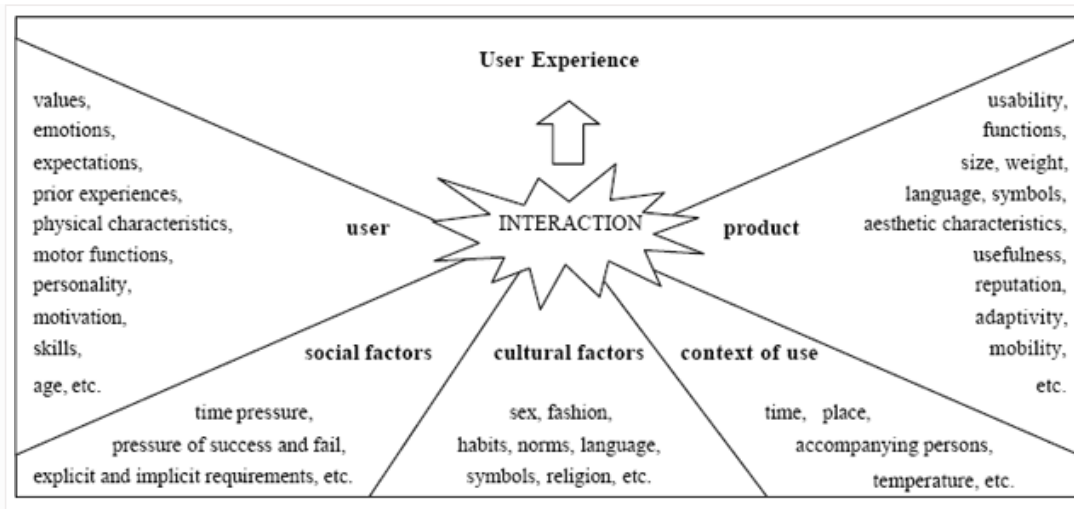 User Experience
INTERACTION
user
values,
emotions,
expectations,
prior experiences,
physical characteristics,
motor functions,
personality,
motivation,
skills,
age, etc.
product
usability,
functions,
size, weight,
language, symbols,
aesthetic characteristics,
usefulness,
reputation,
adaptivity,
mobility,
etc.
social factors
time pressure,
pressure of success and fail,
explicit and implicit requirements, etc.
cultural factors
sex, fashion,
habits, norms, language,
symbols, religion, etc.
context of use
time, place,
accompanying persons,
temperature, etc.